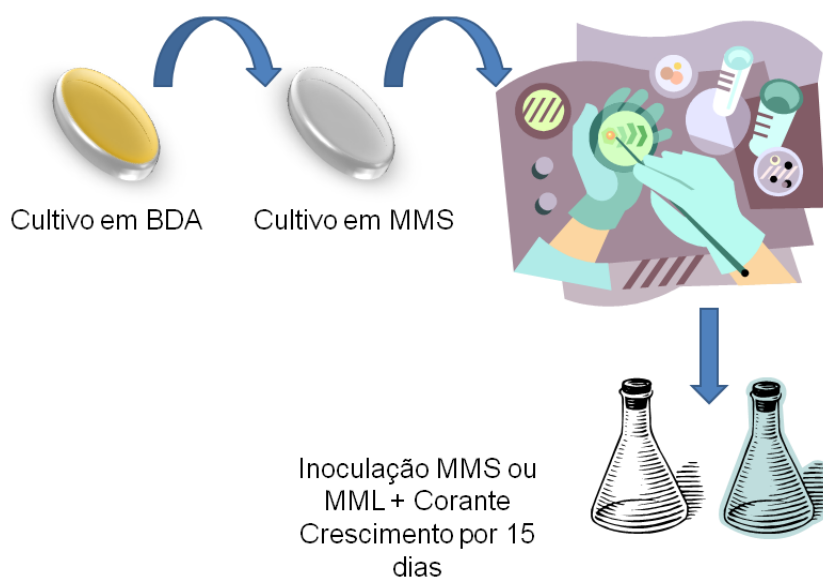 Cultivo em BDA
Cultivo em MMS
Inoculação MMS ou
MML + Corante
Crescimento por 15
dias